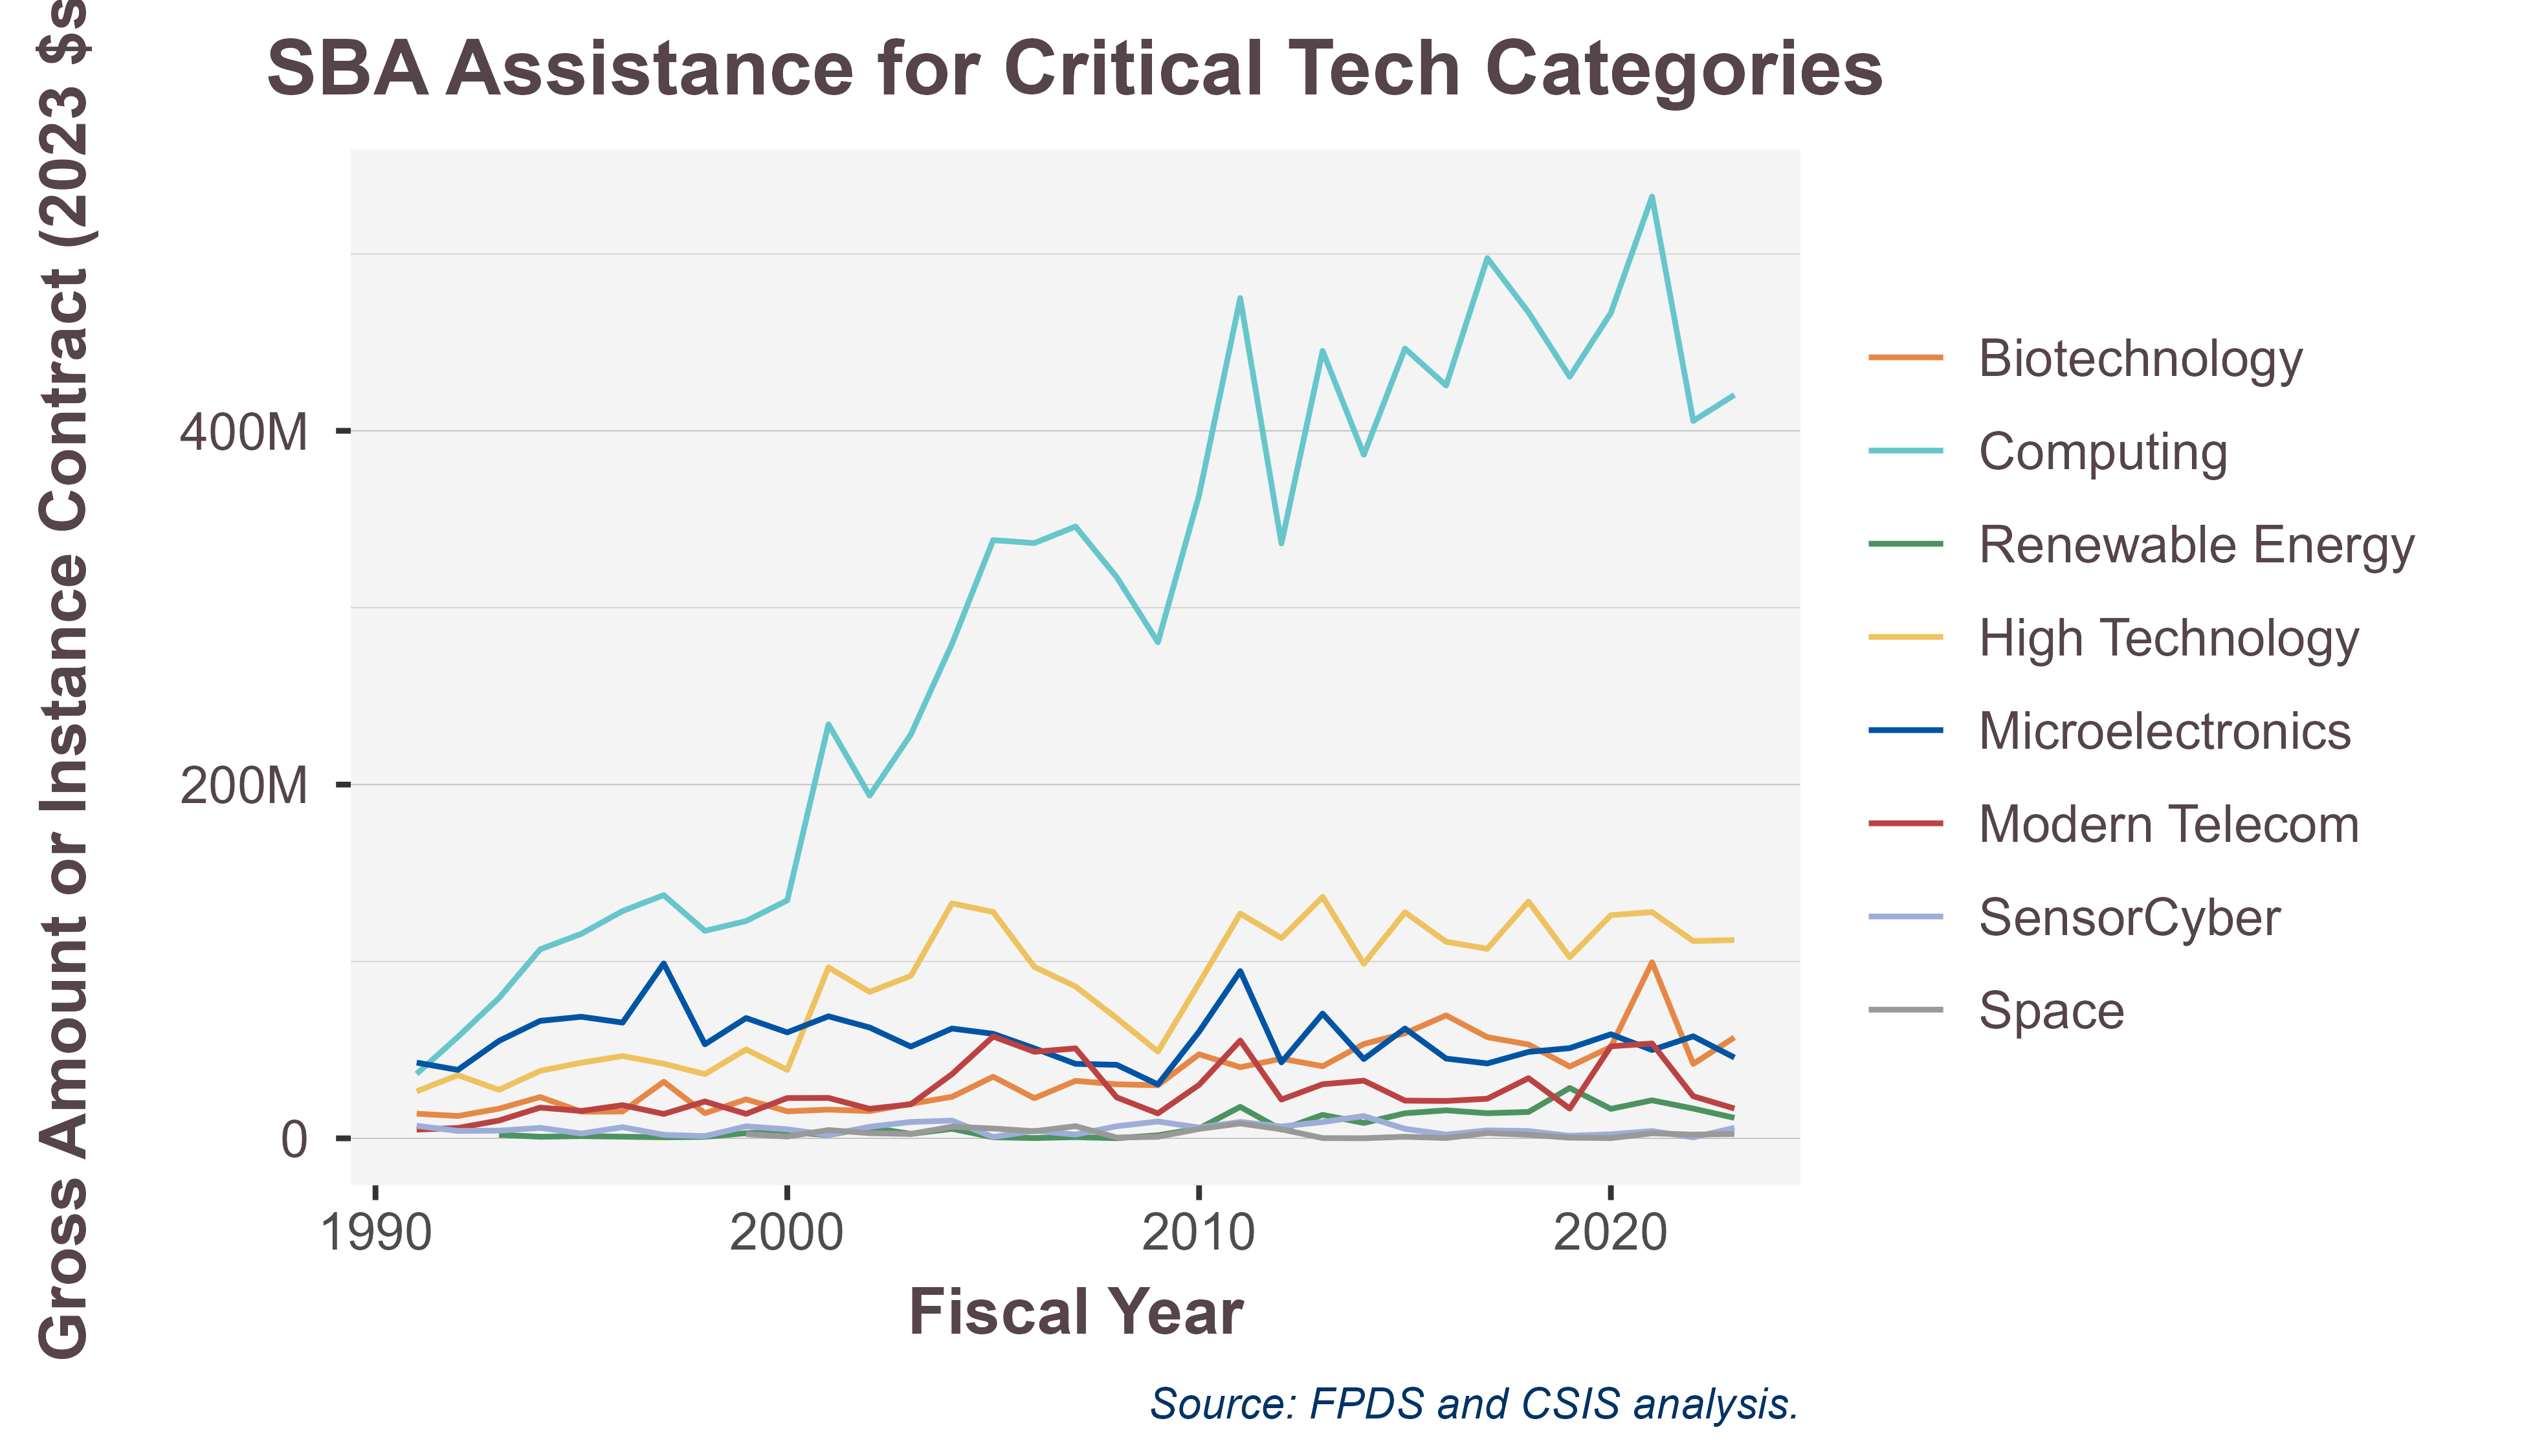 SBA Assistance for Critical Tech Categories
Gross Amount or Instance Contract (2023 $s
400M
200M
0
1990 2000 2010 2020
Fiscal Year
Biotechnology
Computing
Renewable Energy
High Technology
Microelectronics
Modern Telecom
SensorCyber
Space
Source: FPDS and CSIS analysis.